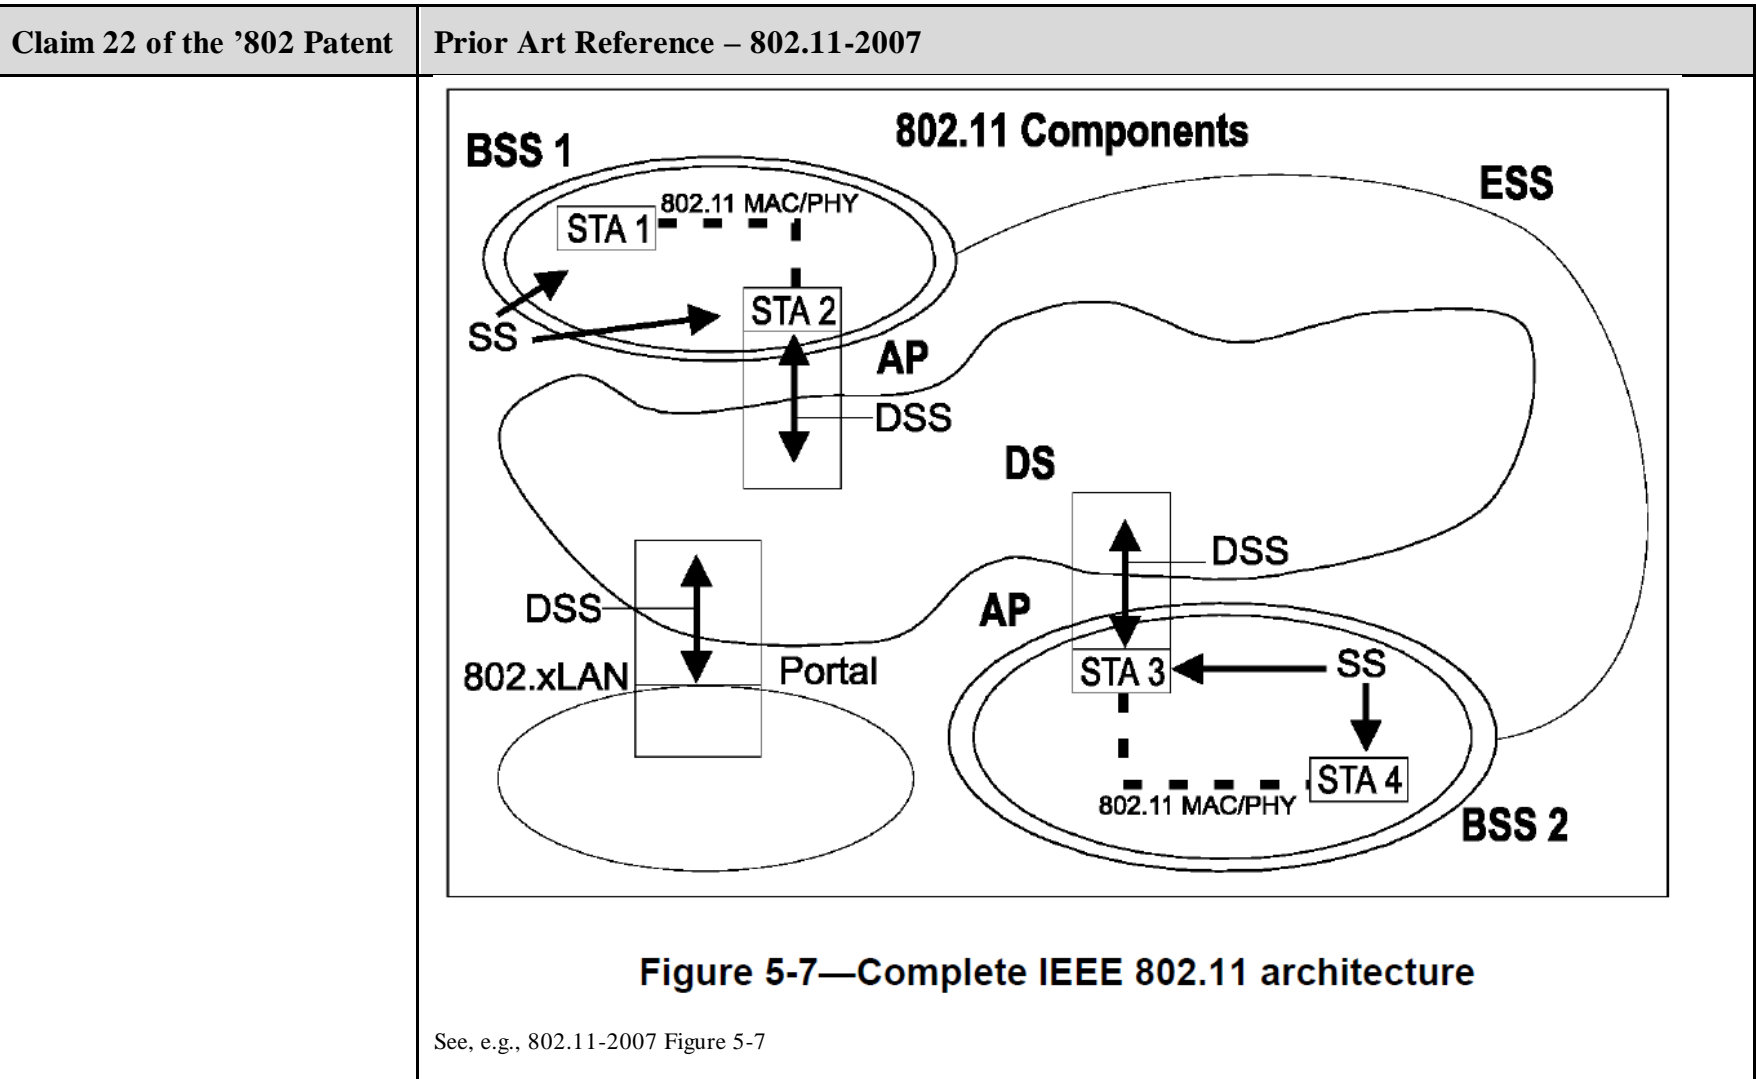 Claim 22 of the ’802 Patent
Prior Art Reference – 802.11-2007
802.11 Components
BSS 1
ESS
802.11 MAC/PHY
STA 1
STA 2
SS
AP
DSS
DS
DSS
DSS
AP
802.xLAN
Portal
STA 3
SS
STA 4
802.11 MAC/PHY
BSS 2
Figure 5-7—Complete IEEE 802.11 architecture
See, e.g., 802.11-2007 Figure 5-7